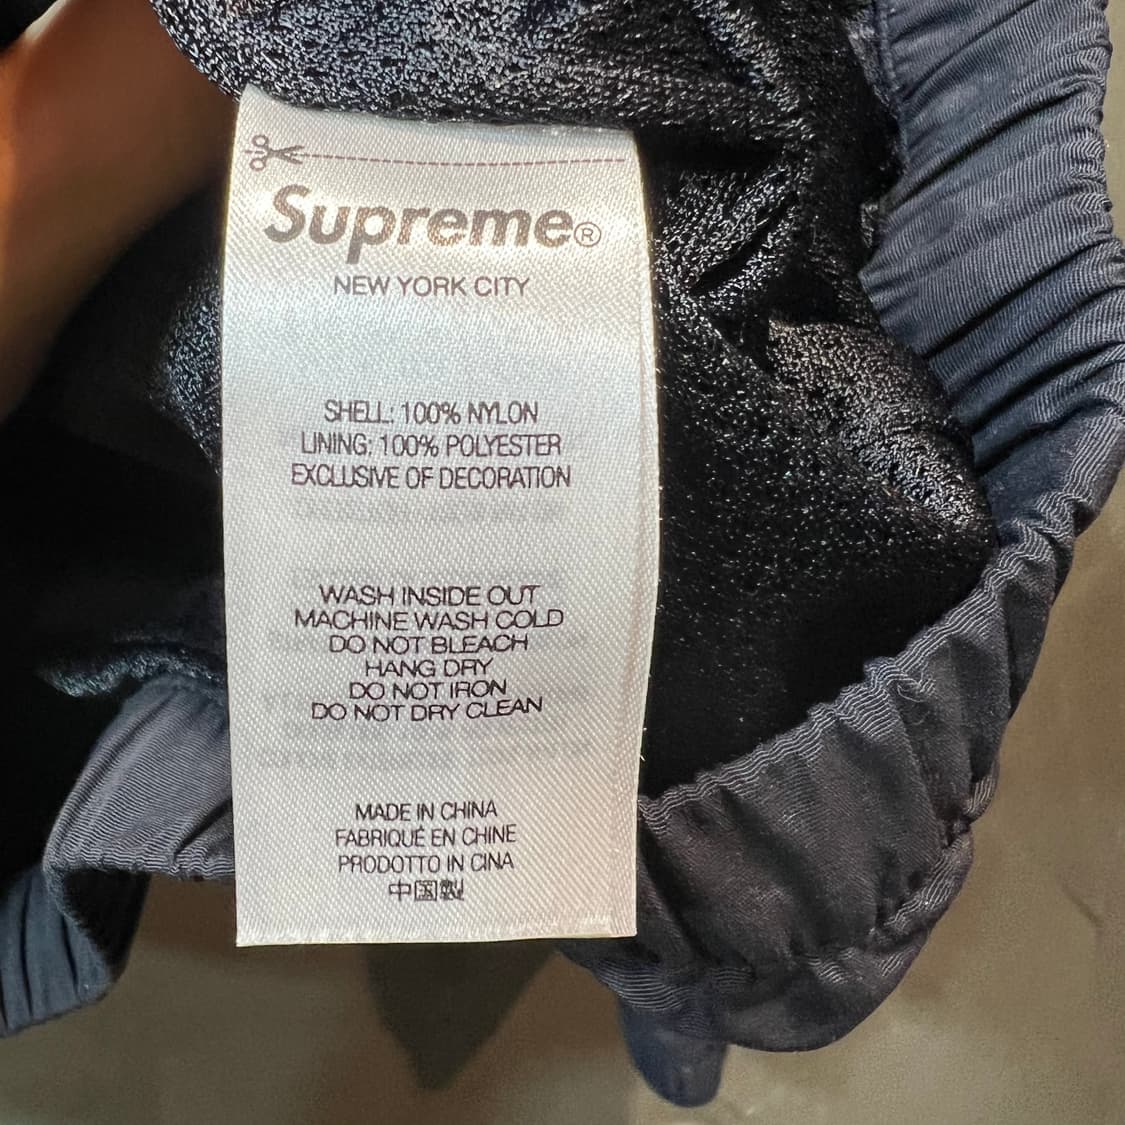 Supreme®
NEW YORK CITY
SHELL: 100% NYLON
LINING: 100% POLYESTER
EXCLUSIVE OF DECORATION
WASH INSIDE OUT
MACHINE WASH COLD
DO NOT BLEACH
HANG DRY
DO NOT IRON
DO NOT DRY CLEAN
MADE IN CHINA
FABRIQUÉ EN CHINE
PRODOTTO IN CINA
中国製